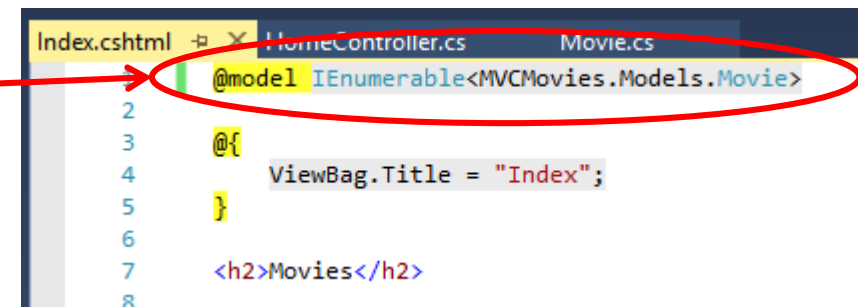 Index.cshtml HomeController.cs Movie.cs
1 @model IEnumerable<MVCMovies.Models.Movie>
2
3 @{
4 ViewBag.Title = "Index";
5 }
6
7 <h2>Movies</h2>
8